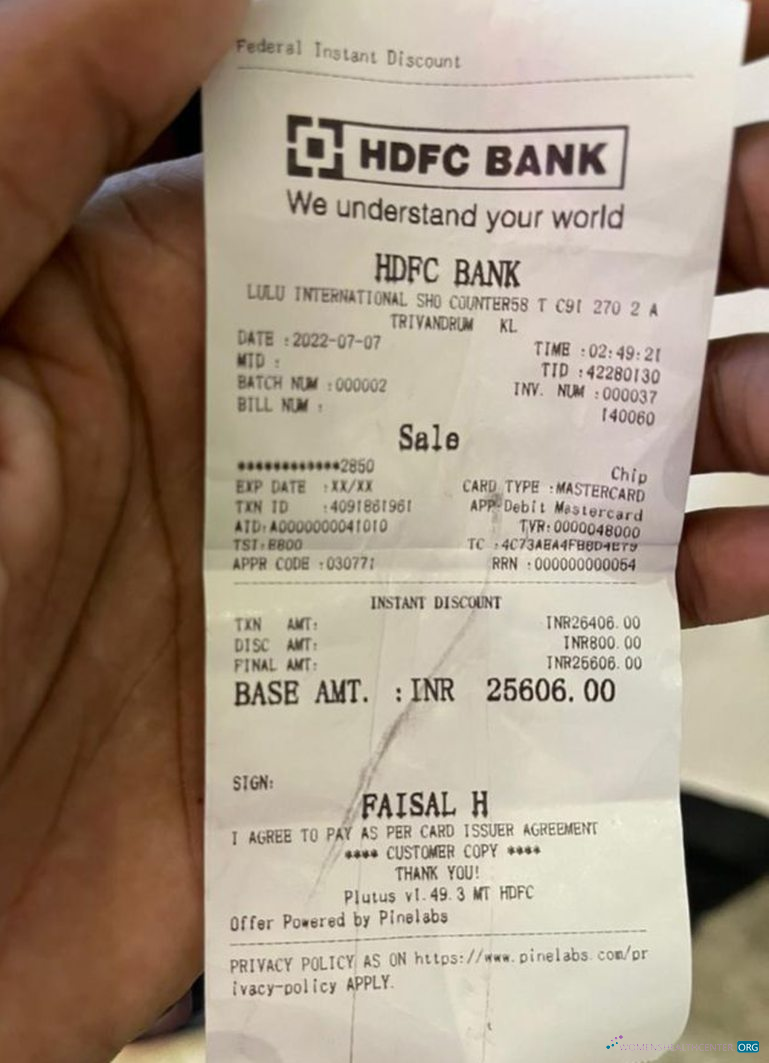 Federal Instant Discount
HDFC BANK
We understand your world
HDFC BANK
LULU INTERNATIONAL SHO COUNTER58 T C91 270 2 A
TRIVANDRUM KL
DATE :2022-07-07 TIME :02:49:21
MID : TID :42280130
BATCH NUM :000002 INV. NUM :000037
BILL NUM : 140060
Sale
************2850 Chip
EXP DATE :XX/XX CARD TYPE :MASTERCARD
TXN ID :4091861961 APP:Debit Mastercard
AID:A0000000041010 TVR:0000048000
TSI:E800 TC :
APPR CODE :030771 RRN :000000000054
INSTANT DISCOUNT
TXN AMT: INR26406.00
DISC AMT: INR800.00
FINAL AMT: INR25606.00
BASE AMT. :INR 25606.00
SIGN:
FAISAL H
I AGREE TO PAY AS PER CARD ISSUER AGREEMENT
**** CUSTOMER COPY ****
THANK YOU!
Plutus v1.49.3 MT HDFC
Offer Powered by Pinelabs
PRIVACY POLICY AS ON https://www.pinelabs.com/pr
ivacy-policy APPLY.
.ORG